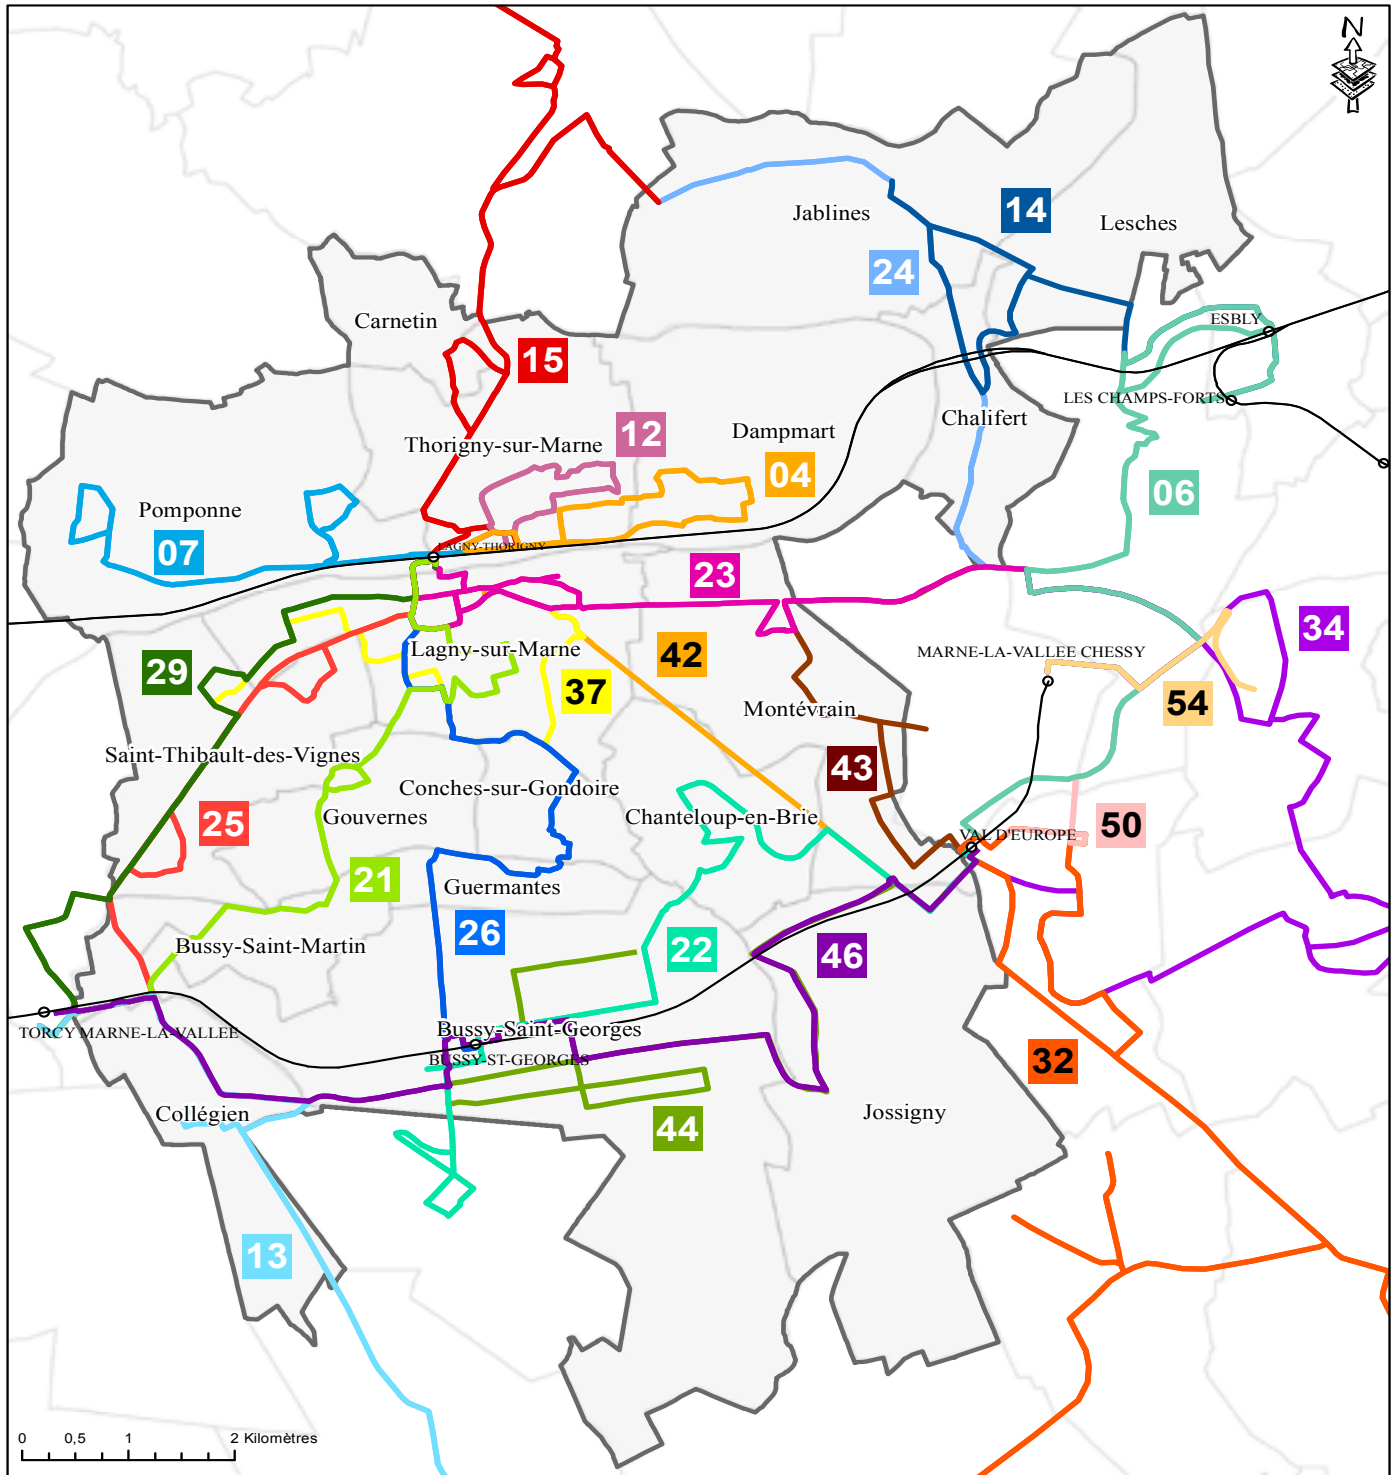 N
14
Jablines
Lesches
24
Carnetin
ESBLY
15
LES CHAMPS-FORTS
Chalifert
12
Dampmart
Thorigny-sur-Marne
04
06
Pomponne
07
LAGNY-THORIGNY
23
34
Lagny-sur-Marne
42
MARNE-LA-VALLEE CHESSY
29
37
54
Montévrain
Saint-Thibault-des-Vignes
43
Conches-sur-Gondoire
25
Gouvernes
Chanteloup-en-Brie
50
VAL D'EUROPE
21
Guermantes
26
22
46
Bussy-Saint-Martin
TORCY MARNE-LA-VALLEE
Bussy-Saint-Georges
BUSSY-ST-GEORGES
32
Collégien
44
Jossigny
13
0 0,5 1 2 Kilomètres